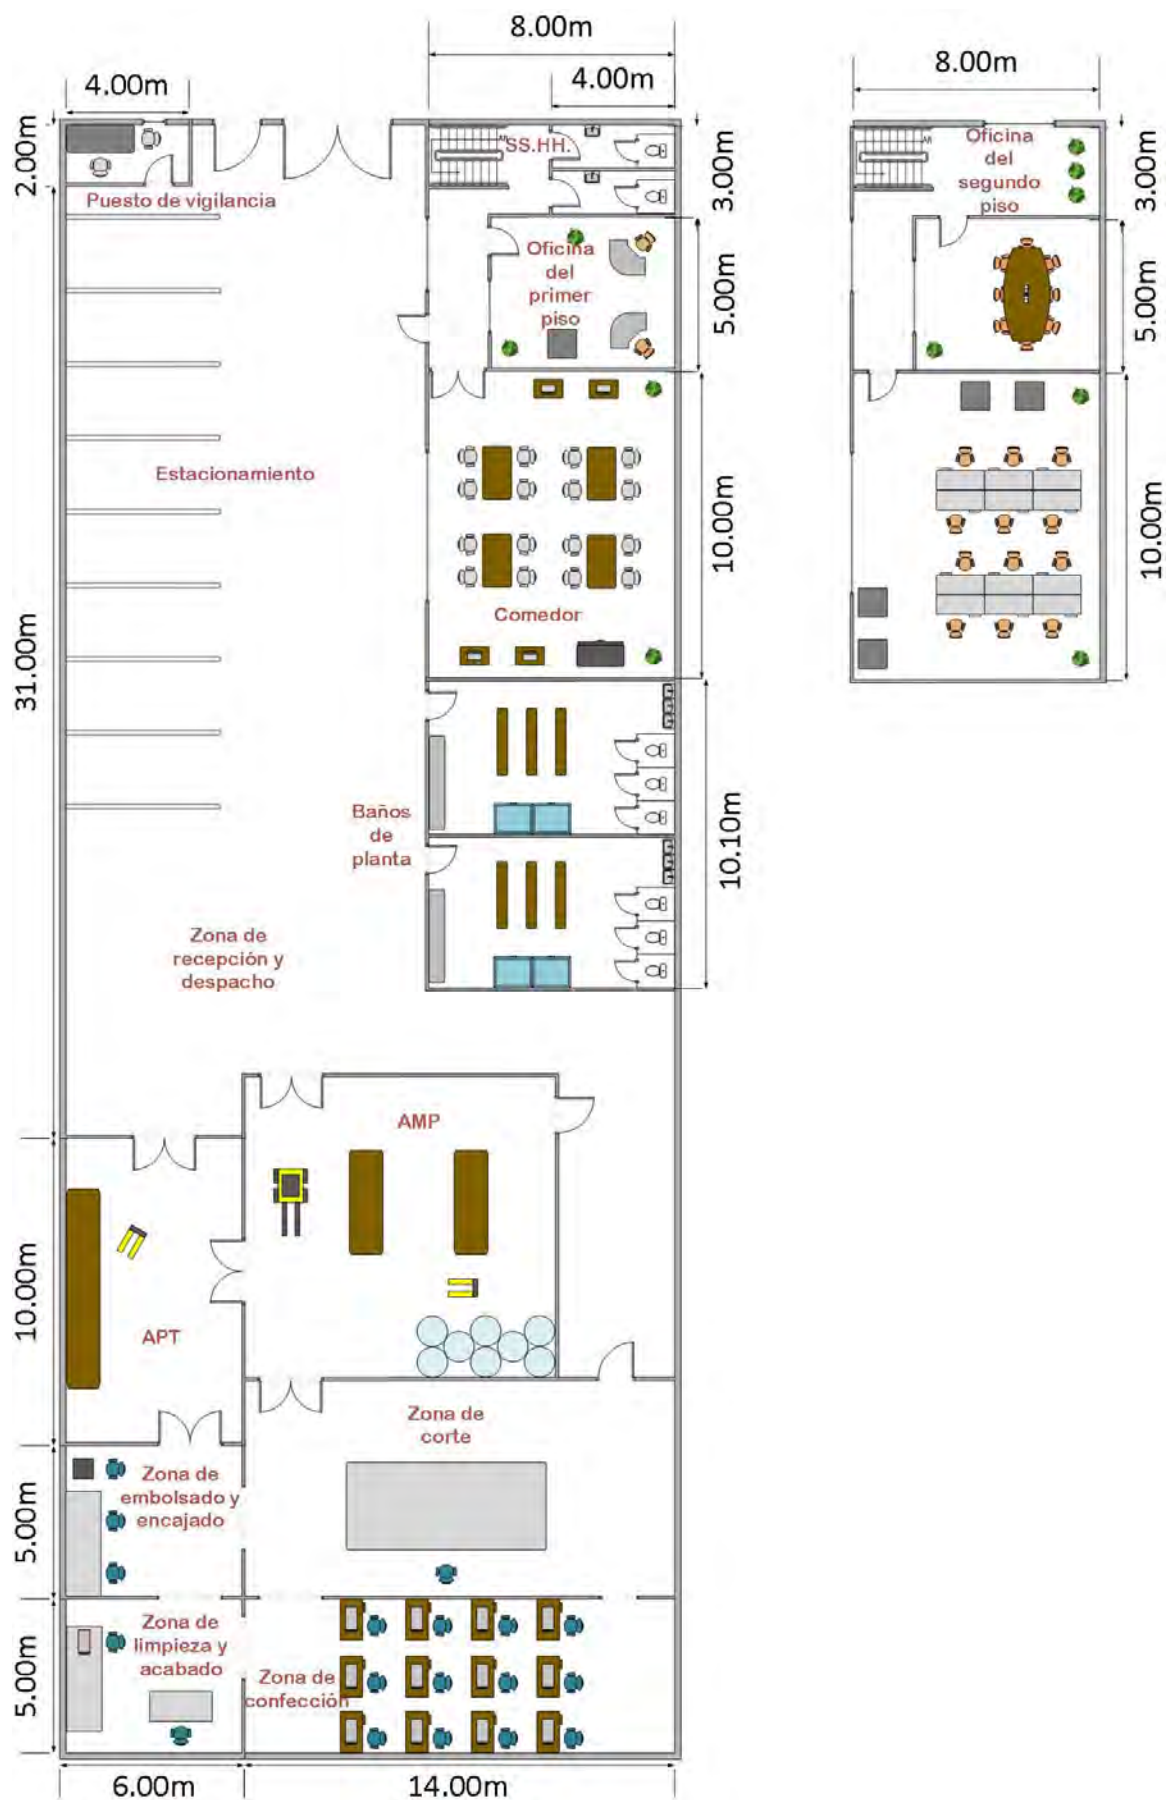 8.00m
8.00m
4.00m
4.00m
2.00m
SS.HH.
3.00m
Puesto de vigilancia
Oficina
del
segundo
piso
3.00m
Oficina
del
primer
piso
5.00m
5.00m
Estacionamiento
10.00m
10.00m
Comedor
31.00m
Baños
de
planta
10.10m
Zona de
recepción y
despacho
AMP
10.00m
APT
Zona de
corte
Zona de
embolsado y
encajado
5.00m
Zona de
limpieza y
acabado
5.00m
Zona de
confección
6.00m
14.00m